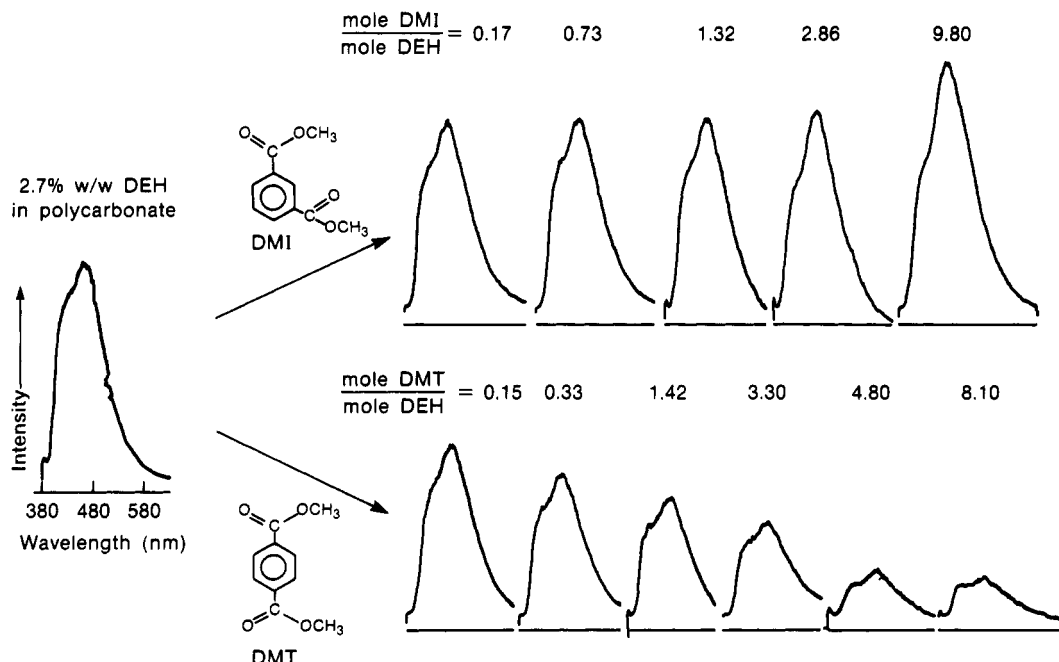 mole DMI
mole DEH
= 0.17 0.73 1.32 2.86 9.80
O
OCH3
C
C
O
OCH3
DMI
2.7% w/w DEH
in polycarbonate
Intensity
380 480 580
Wavelength (nm)
mole DMT
mole DEH
= 0.15 0.33 1.42 3.30 4.80 8.10
O
OCH3
C
C
O
OCH3
DMT